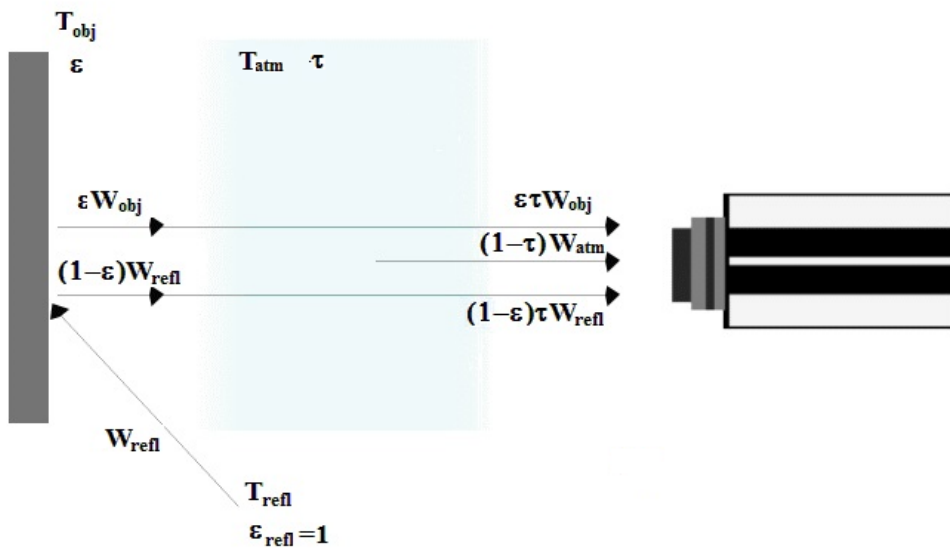 T_obj
ε
T_atm τ
εW_obj
ετW_obj
(1−τ)W_atm
(1−ε)W_refl
(1−ε)τW_refl
W_refl
T_refl
ε_refl=1